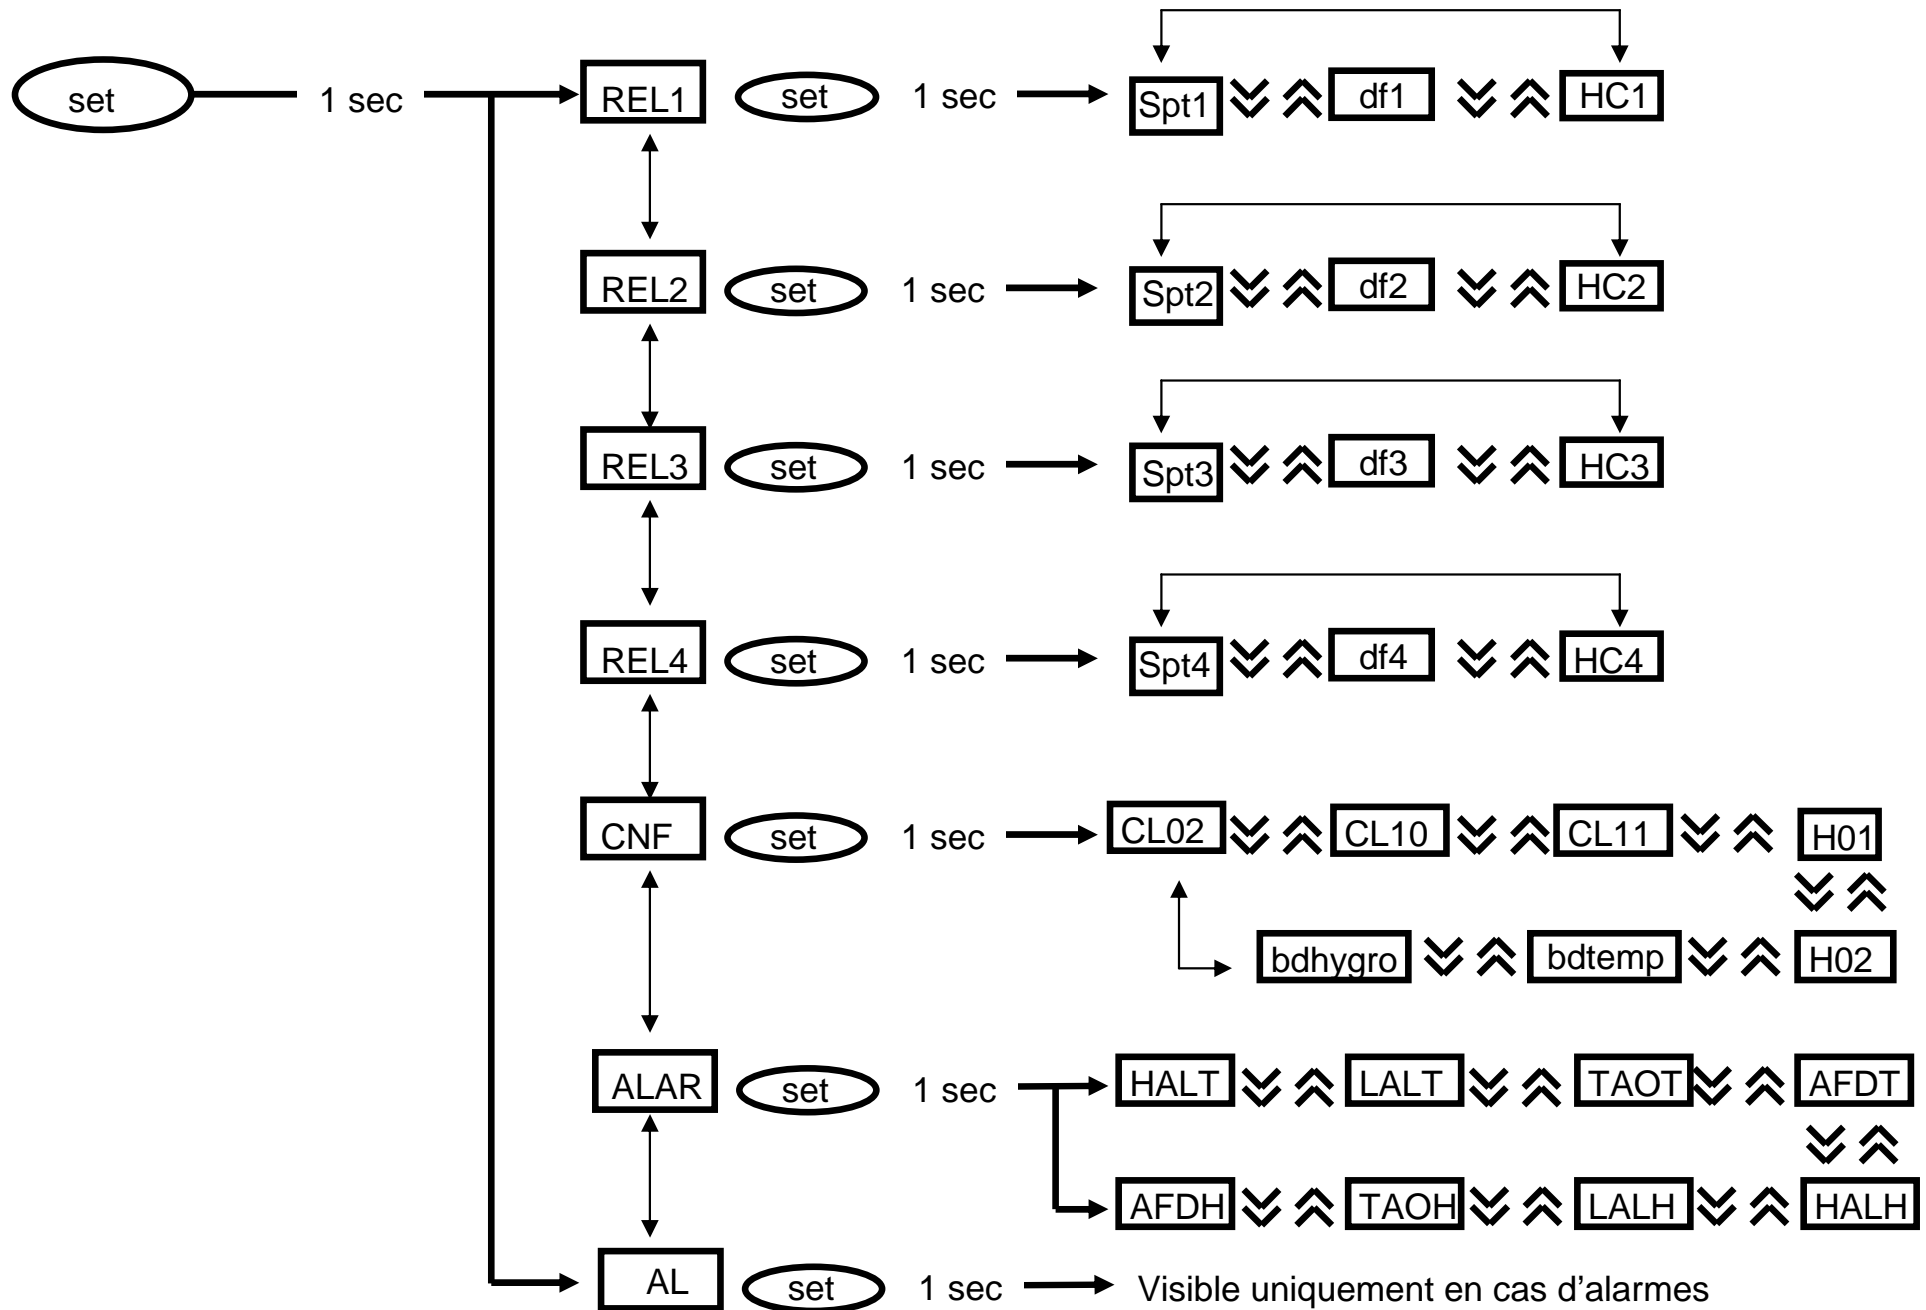 set 1 sec REL1 set 1 sec Spt1 df1 HC1
REL2 set 1 sec Spt2 df2 HC2
REL3 set 1 sec Spt3 df3 HC3
REL4 set 1 sec Spt4 df4 HC4
CNF set 1 sec CL02 CL10 CL11 H01
bdhygro bdtemp H02
ALAR set 1 sec HALT LALT TAOT AFDT
AFDH TAOH LALH HALH
AL set 1 sec Visible uniquement en cas d'alarmes